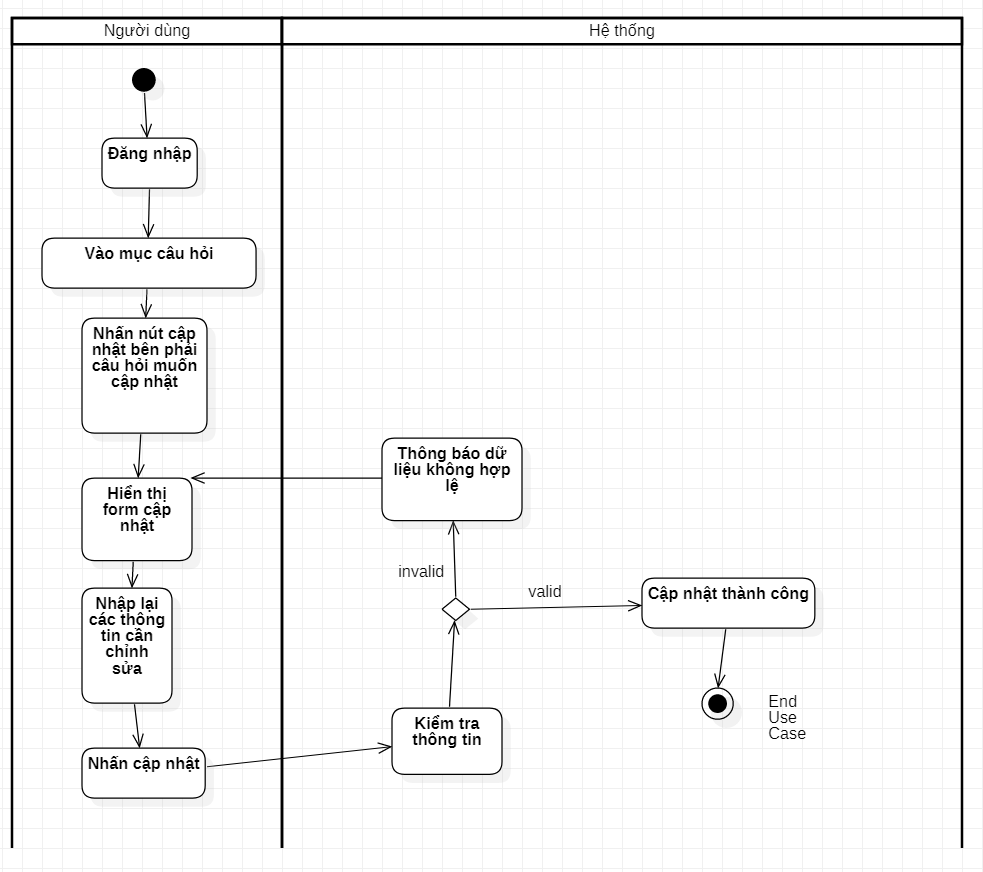 Người dùng
Hệ thống
Đăng nhập
Vào mục câu hỏi
Nhấn nút cập
nhật bên phải
câu hỏi muốn
cập nhật
Hiển thị
form cập
nhật
Nhập lại
các thông
tin cần
chỉnh
sửa
Nhấn cập nhật
Thông báo dữ
liệu không hợp
lệ
invalid
valid
Cập nhật thành công
Kiểm tra
thông tin
End
Use
Case